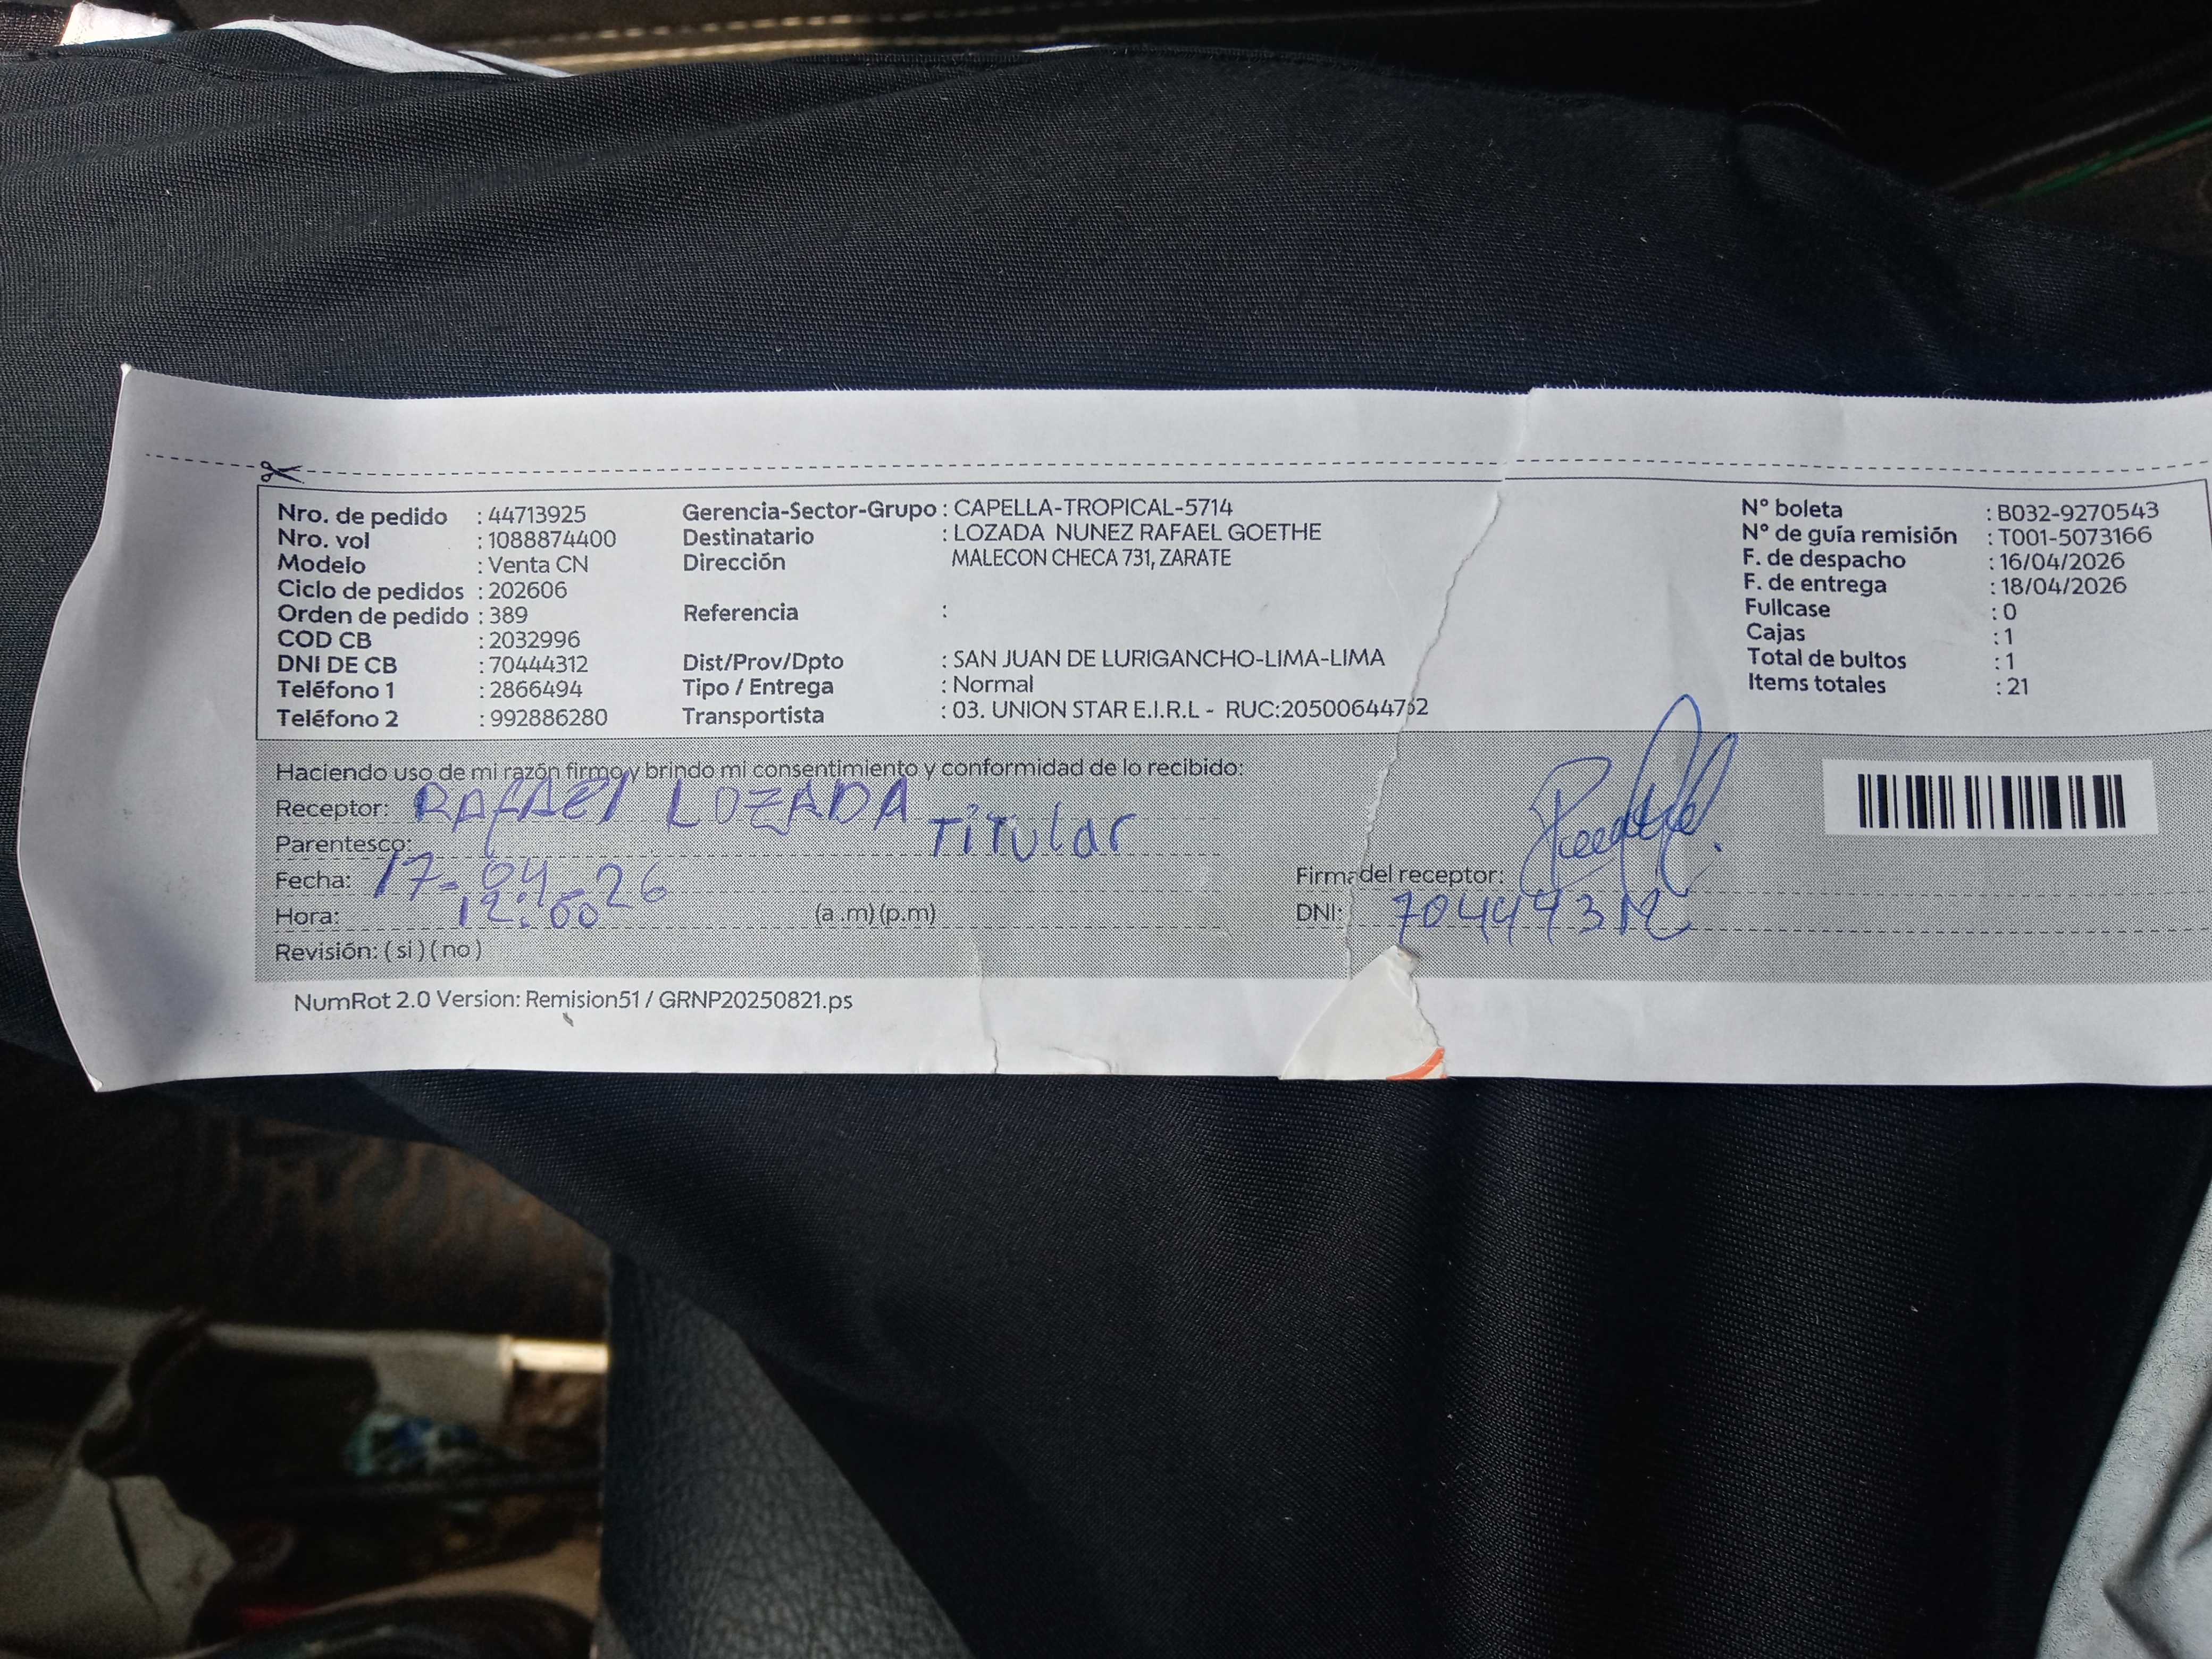 Nro. de pedido : 44713925
Nro. vol : 1088874400
Modelo : Venta CN
Ciclo de pedidos : 202606
Orden de pedido : 389
COD CB : 2032996
DNI DE CB : 70444312
Teléfono 1 : 2866494
Teléfono 2 : 992886280
Gerencia-Sector-Grupo : CAPELLA-TROPICAL-5714
Destinatario : LOZADA NUNEZ RAFAEL GOETHE
Dirección MALECON CHECA 731, ZARATE
Referencia :
Dist/Prov/Dpto : SAN JUAN DE LURIGANCHO-LIMA-LIMA
Tipo / Entrega : Normal
Transportista : 03. UNION STAR E.I.R.L - RUC:20500644762
N° boleta : B032-9270543
N° de guía remisión : T001-5073166
F. de despacho : 16/04/2026
F. de entrega : 18/04/2026
Fullcase : 0
Cajas : 1
Total de bultos : 1
Items totales : 21
Haciendo uso de mi razón firmo y brindo mi consentimiento y conformidad de lo recibido:
Receptor: RAfAEl LOZADA
Parentesco: Titular
Fecha: 17-04-26
Hora: 12:00 (a .m) (p.m)
Revisión: ( si ) ( no )
Firma del receptor:
DNI: 70444312
NumRot 2.0 Version: Remision51 / GRNP20250821.ps